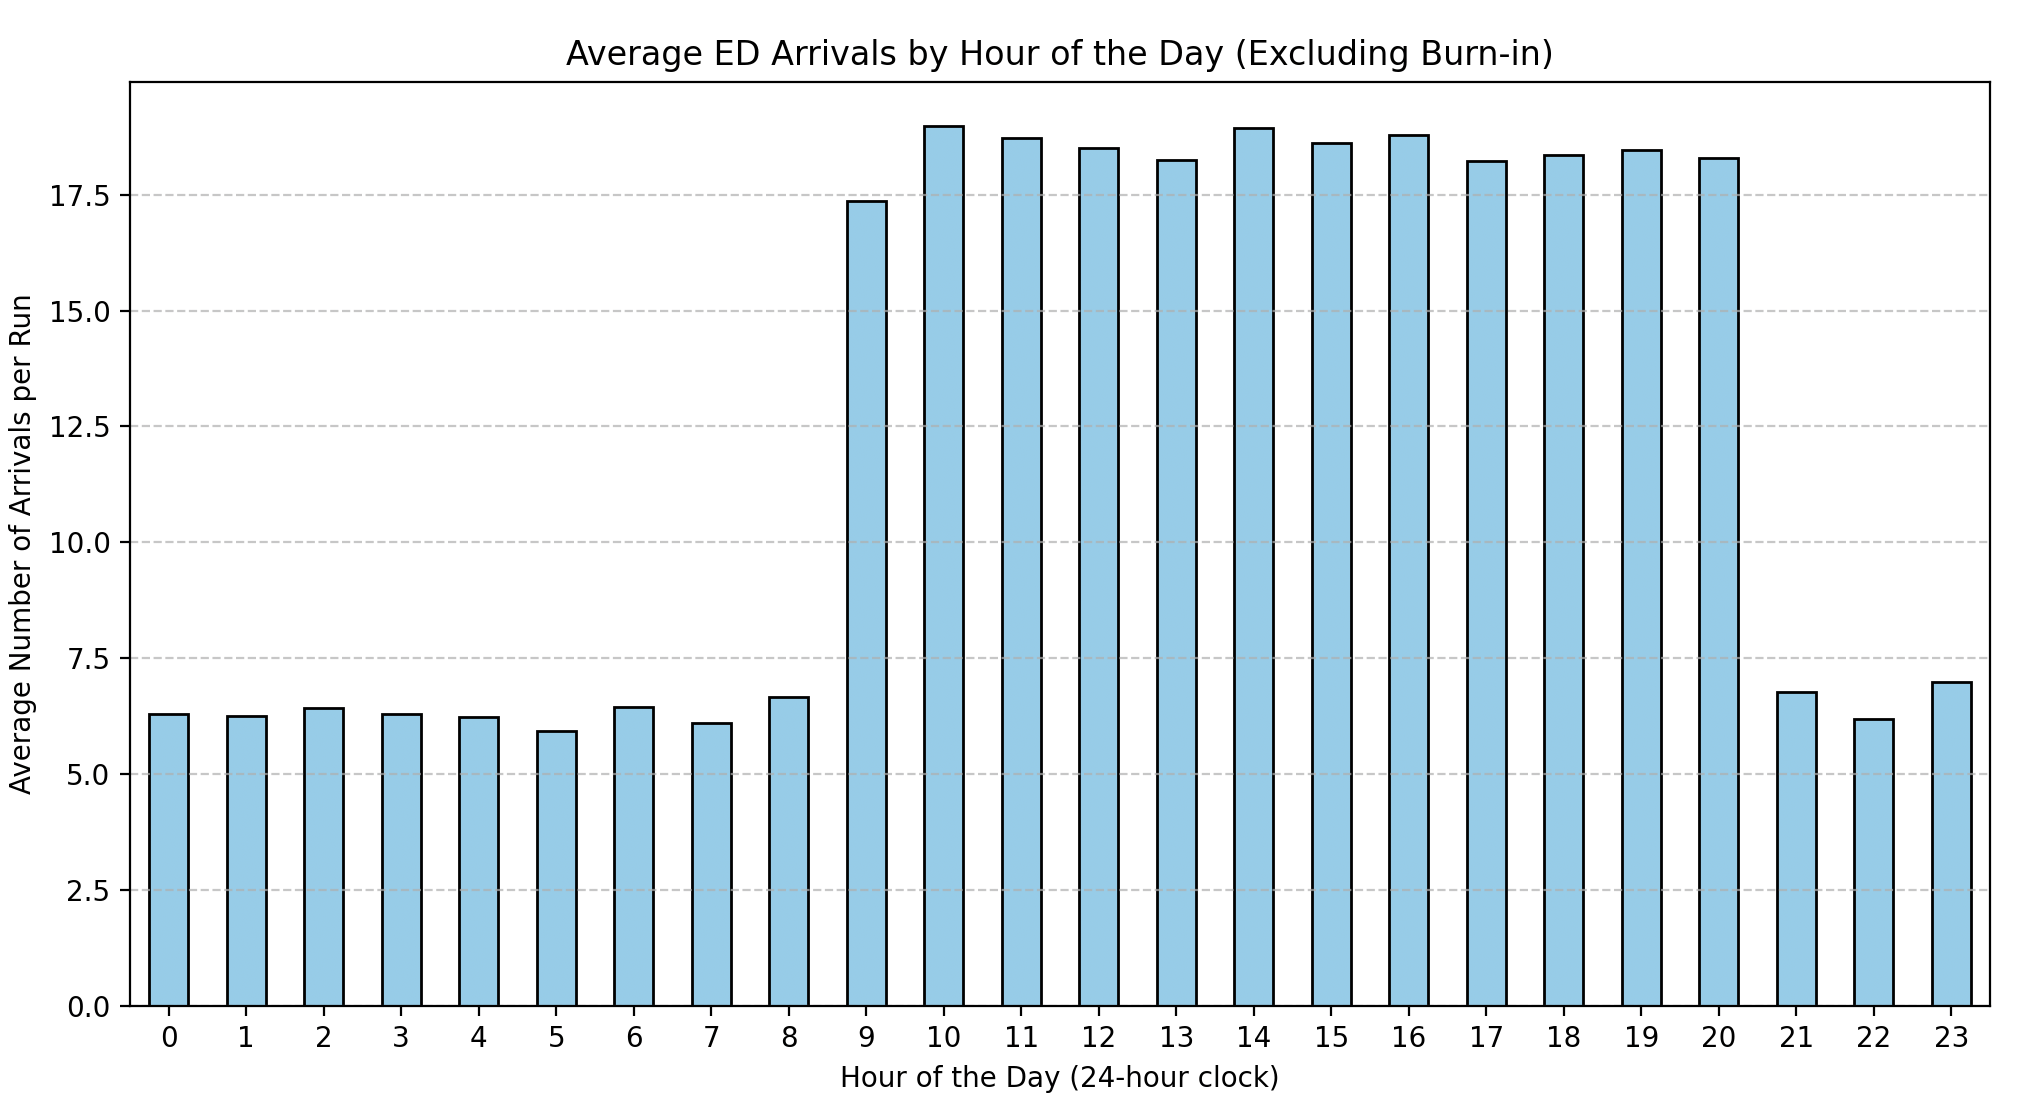 Average ED Arrivals by Hour of the Day (Excluding Burn-in)
Average Number of Arrivals per Run
17.5
15.0
12.5
10.0
7.5
5.0
2.5
0.0
0 1 2 3 4 5 6 7 8 9 10 11 12 13 14 15 16 17 18 19 20 21 22 23
Hour of the Day (24-hour clock)